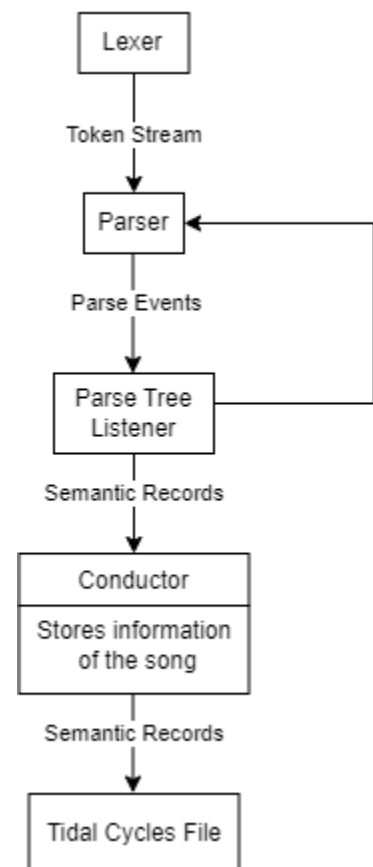 Lexer
Token Stream
Parser
Parse Events
Parse Tree
Listener
Semantic Records
Conductor
Stores information
of the song
Semantic Records
Tidal Cycles File